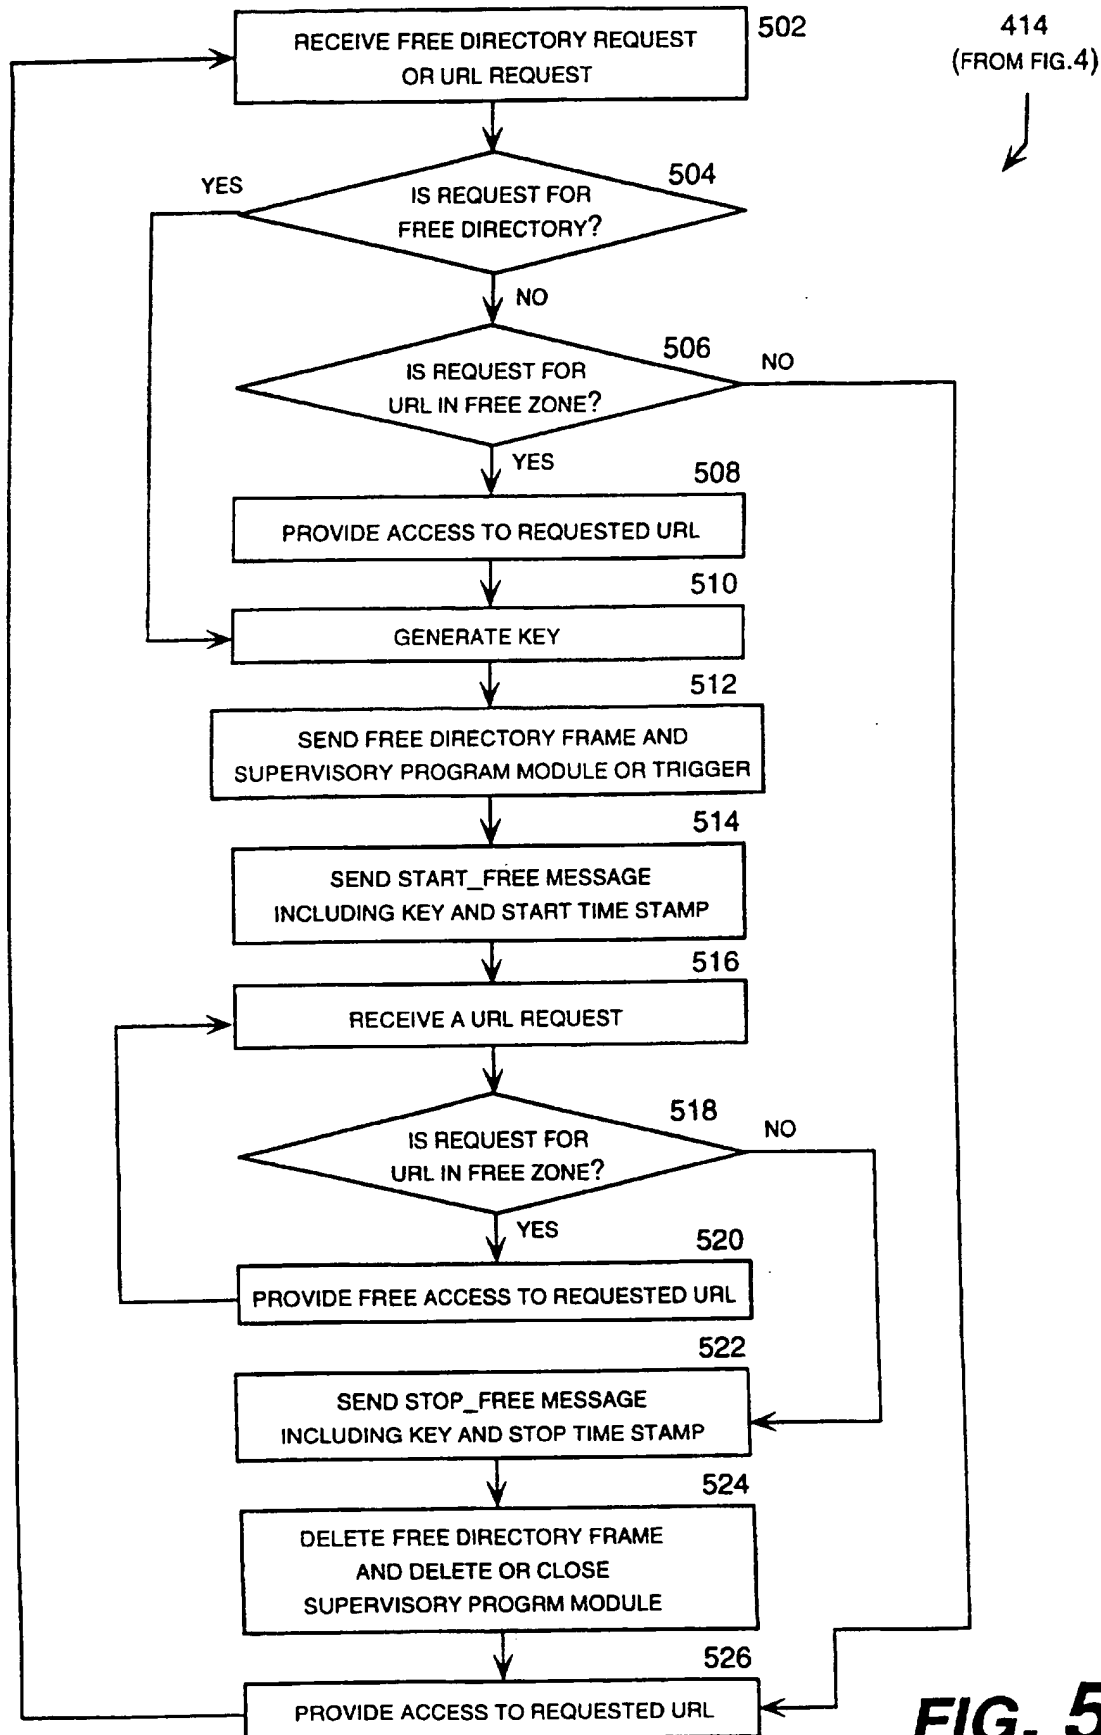 502
RECEIVE FREE DIRECTORY REQUEST
OR URL REQUEST
414
(FROM FIG.4)
504
YES
IS REQUEST FOR
FREE DIRECTORY?
NO
506
IS REQUEST FOR
URL IN FREE ZONE?
NO
YES
508
PROVIDE ACCESS TO REQUESTED URL
510
GENERATE KEY
512
SEND FREE DIRECTORY FRAME AND
SUPERVISORY PROGRAM MODULE OR TRIGGER
514
SEND START_FREE MESSAGE
INCLUDING KEY AND START TIME STAMP
516
RECEIVE A URL REQUEST
518
IS REQUEST FOR
URL IN FREE ZONE?
NO
YES
520
PROVIDE FREE ACCESS TO REQUESTED URL
522
SEND STOP_FREE MESSAGE
INCLUDING KEY AND STOP TIME STAMP
524
DELETE FREE DIRECTORY FRAME
AND DELETE OR CLOSE
SUPERVISORY PROGRM MODULE
526
PROVIDE ACCESS TO REQUESTED URL
FIG. 5